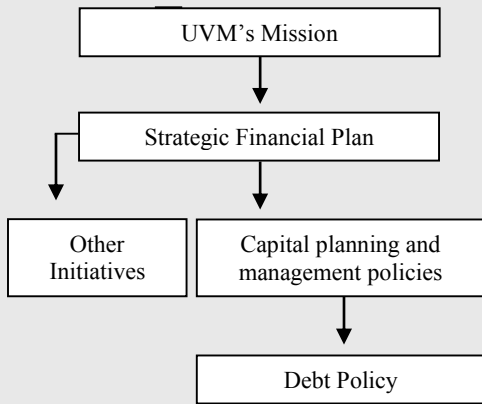 UVM’s Mission
Strategic Financial Plan
Other
Initiatives
Capital planning and
management policies
Debt Policy